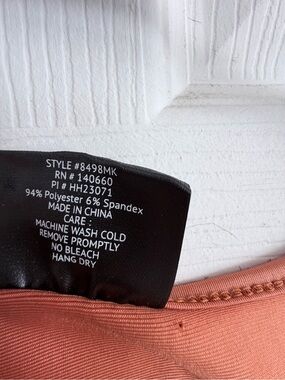 STYLE #8498MK
RN # 140660
PI # HH23071
94% Polyester 6% Spandex
MADE IN CHINA
CARE :
MACHINE WASH COLD
REMOVE PROMPTLY
NO BLEACH
HANG DRY